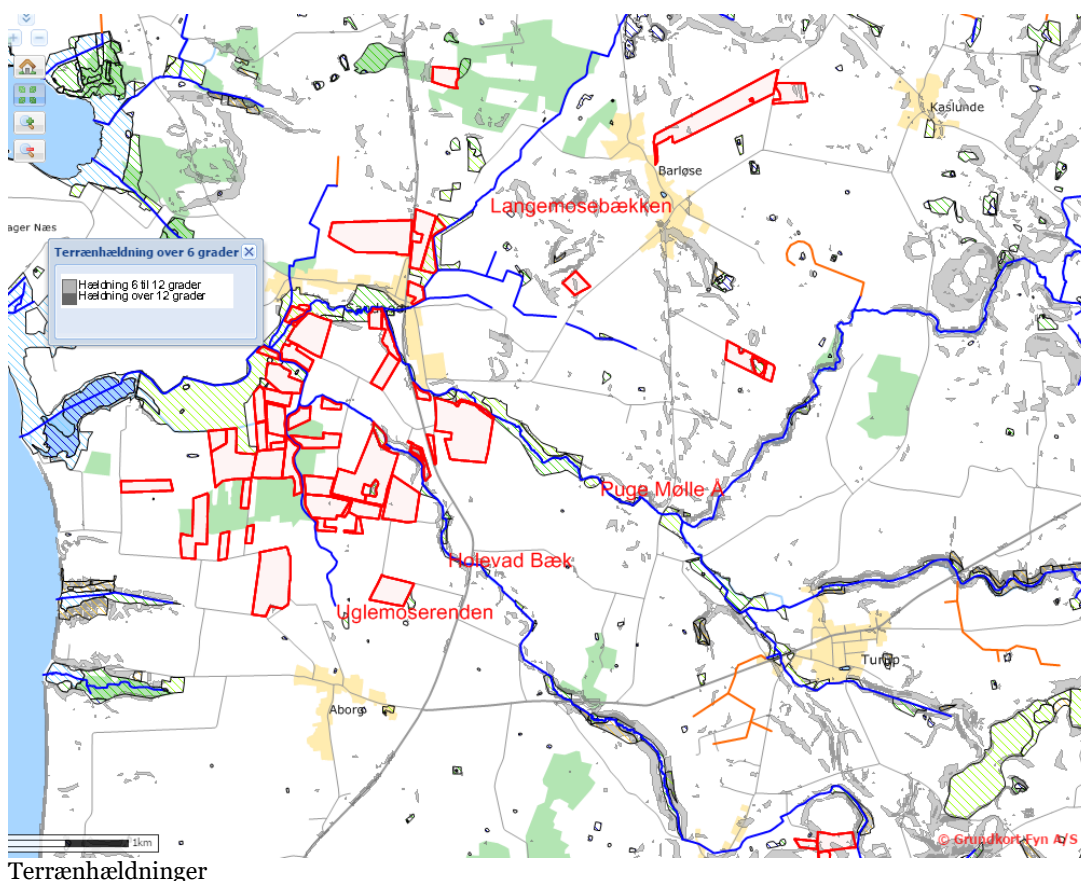 Kaslunde
Barløse
ager Næs
Langemosebækken
Terrænhældning over 6 grader
Hældning 6 til 12 grader
Hældning over 12 grader
Puge Mølle Å
Holevad Bæk
Uglemoserenden
Turup
Aborg
1km
© Grundkort Fyn A/S
Terrænhældninger